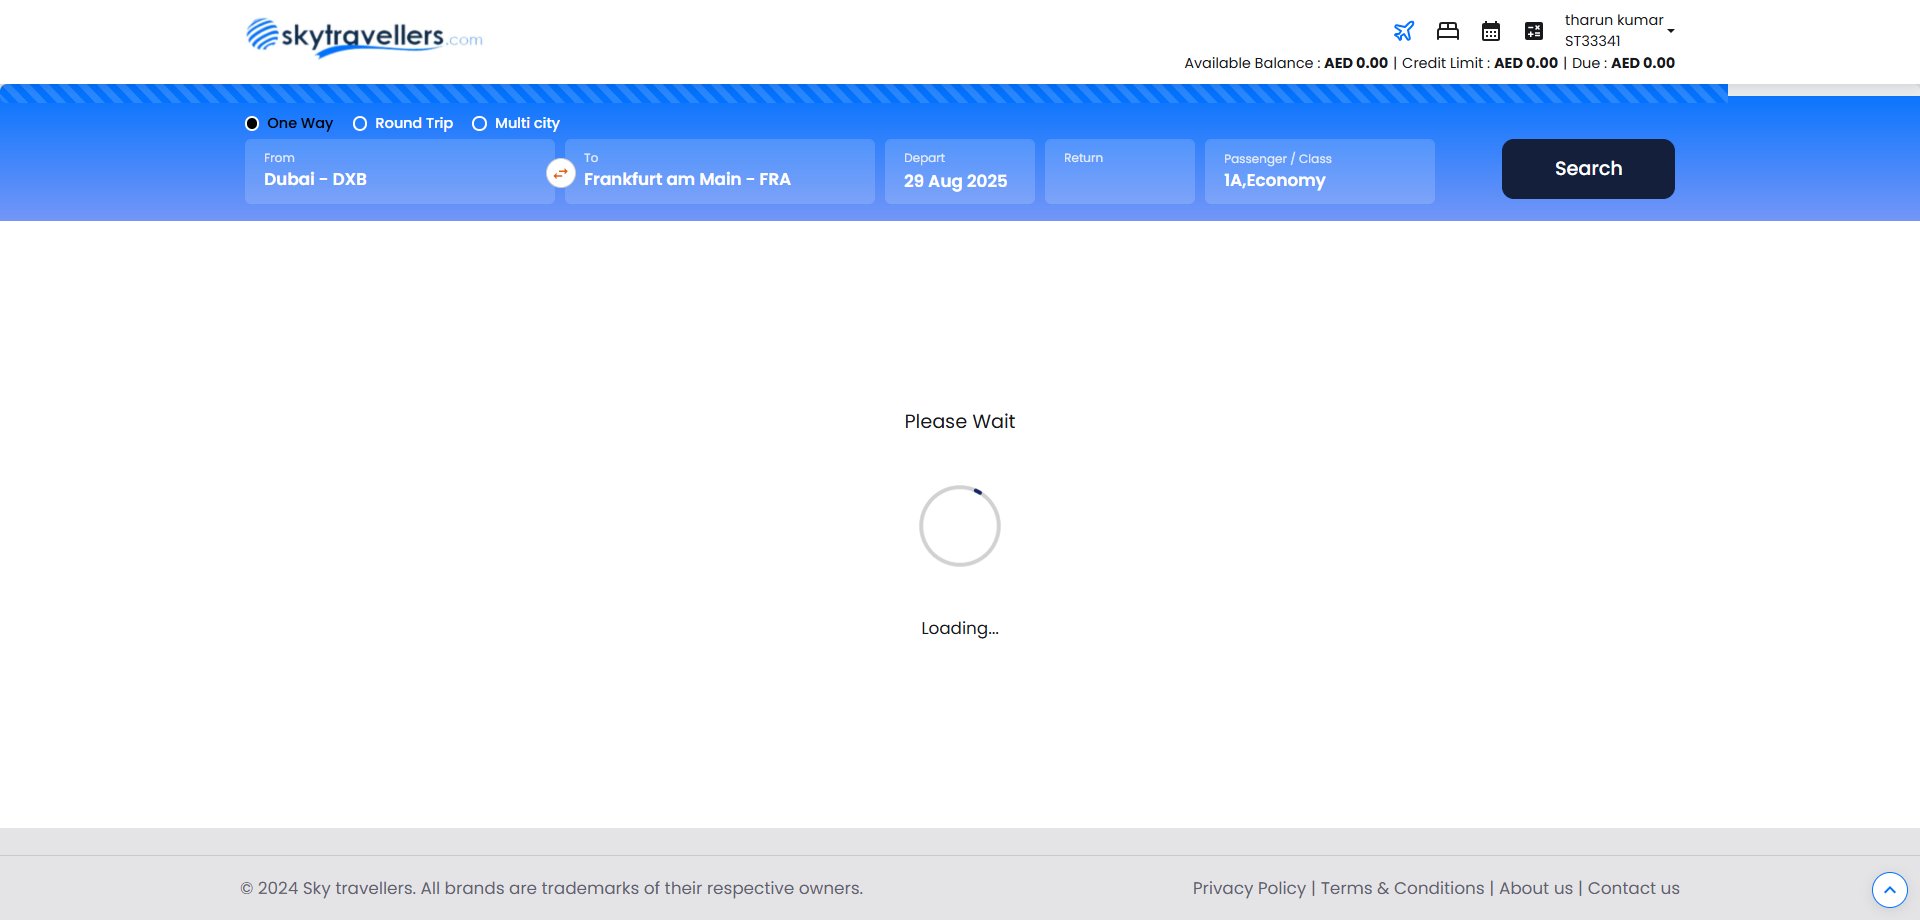 skytravellers.com
tharun kumar
ST33341
Available Balance : AED 0.00 | Credit Limit : AED 0.00 | Due : AED 0.00
One Way Round Trip Multi city
From
Dubai - DXB
To
Frankfurt am Main - FRA
Depart
29 Aug 2025
Return
Passenger / Class
1A,Economy
Search
Please Wait
Loading...
© 2024 Sky travellers. All brands are trademarks of their respective owners.
Privacy Policy | Terms & Conditions | About us | Contact us